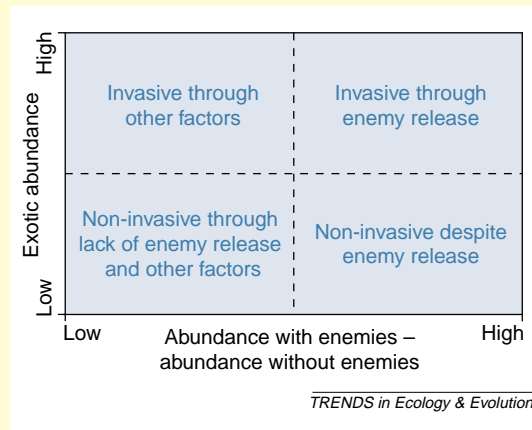 High
Exotic abundance
Low
Invasive through
other factors
Invasive through
enemy release
Non-invasive through
lack of enemy release
and other factors
Non-invasive despite
enemy release
Low
Abundance with enemies –
abundance without enemies
High
TRENDS in Ecology & Evolution